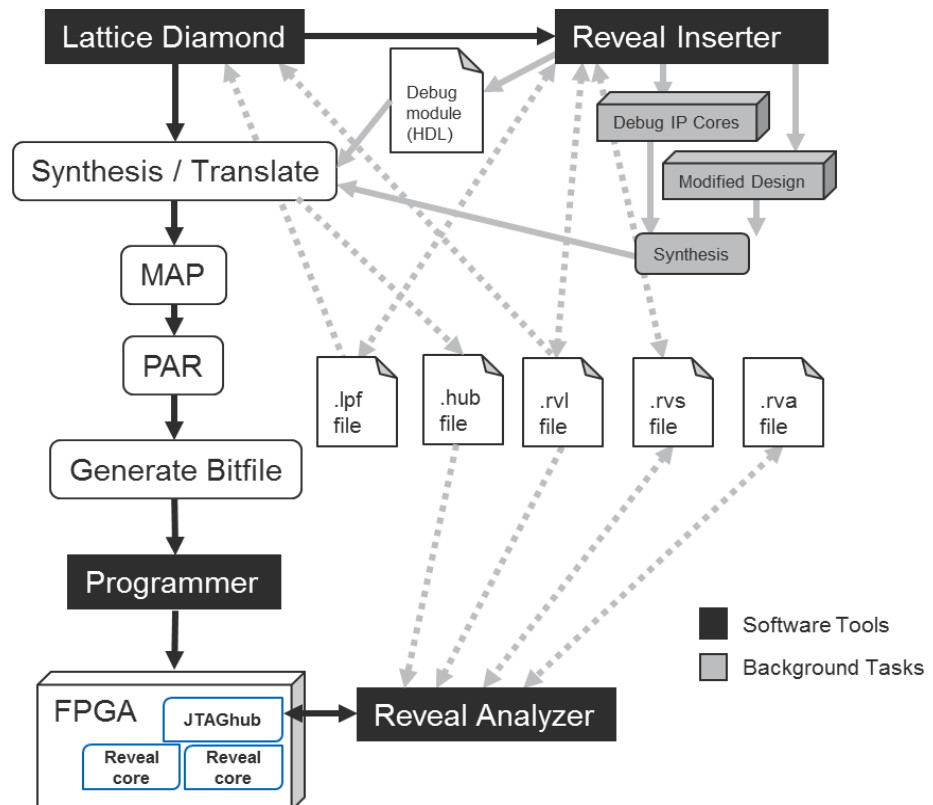 Lattice Diamond
Reveal Inserter
Debug
module
(HDL)
Debug IP Cores
Synthesis / Translate
Modified Design
Synthesis
MAP
PAR
.lpf
file
.hub
file
.rvl
file
.rvs
file
.rva
file
Generate Bitfile
Programmer
Software Tools
Background Tasks
FPGA
JTAGhub
Reveal
core
Reveal
core
Reveal Analyzer